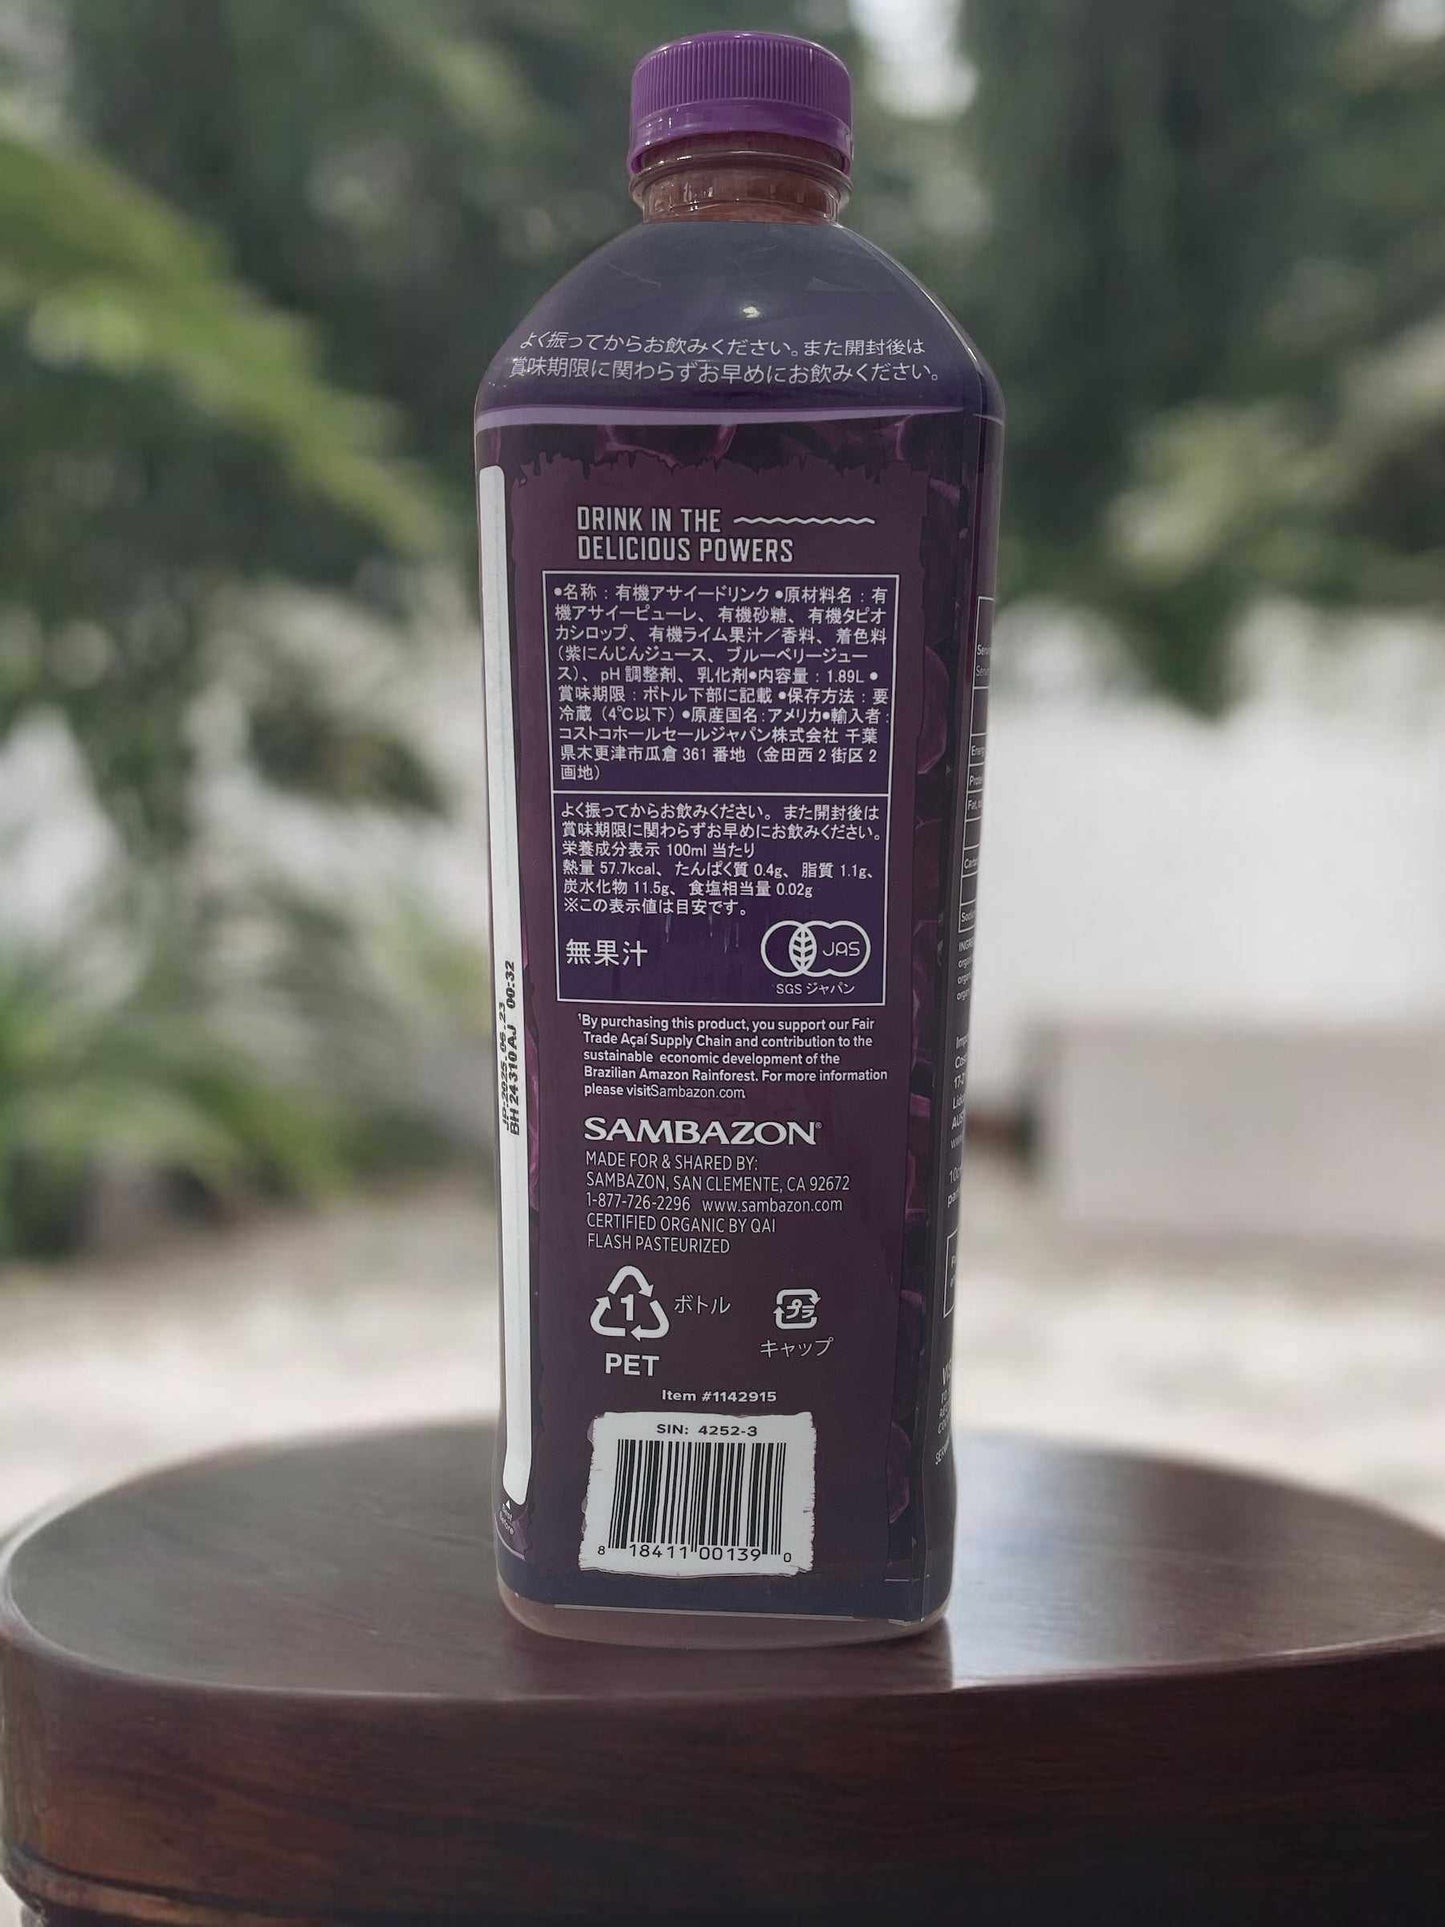 よく振ってからお飲みください。また開封後は
賞味期限に関わらずお早めにお飲みください。
DRINK IN THE
DELICIOUS POWERS
●名称：有機アサイードリンク ●原材料名：有
機アサイーピューレ、有機砂糖、有機タピオ
カシロップ、有機ライム果汁／香料、着色料
（紫にんじんジュース、ブルーベリージュー
ス）、pH 調整剤、乳化剤●内容量：1.89L ●
賞味期限：ボトル下部に記載 ●保存方法：要
冷蔵（4℃以下）●原産国名：アメリカ●輸入者：
コストコホールセールジャパン株式会社 千葉
県木更津市瓜倉 361 番地（金田西 2 街区 2
画地）
よく振ってからお飲みください。また開封後は
賞味期限に関わらずお早めにお飲みください。
栄養成分表示 100ml 当たり
熱量 57.7kcal、たんぱく質 0.4g、脂質 1.1g、
炭水化物 11.5g、食塩相当量 0.02g
※この表示値は目安です。
無果汁
JAS
SGS ジャパン
¹By purchasing this product, you support our Fair
Trade Açaí Supply Chain and contribution to the
sustainable economic development of the
Brazilian Amazon Rainforest. For more information
please visitSambazon.com
SAMBAZON®
MADE FOR & SHARED BY:
SAMBAZON, SAN CLEMENTE, CA 92672
1-877-726-2296 www.sambazon.com
CERTIFIED ORGANIC BY QAI
FLASH PASTEURIZED
1 ボトル
プラ
キャップ
PET
Item #1142915
SIN: 4252-3
8 18411 00139 0
JP:2025. 06 .23
BH 24310AJ 00:32